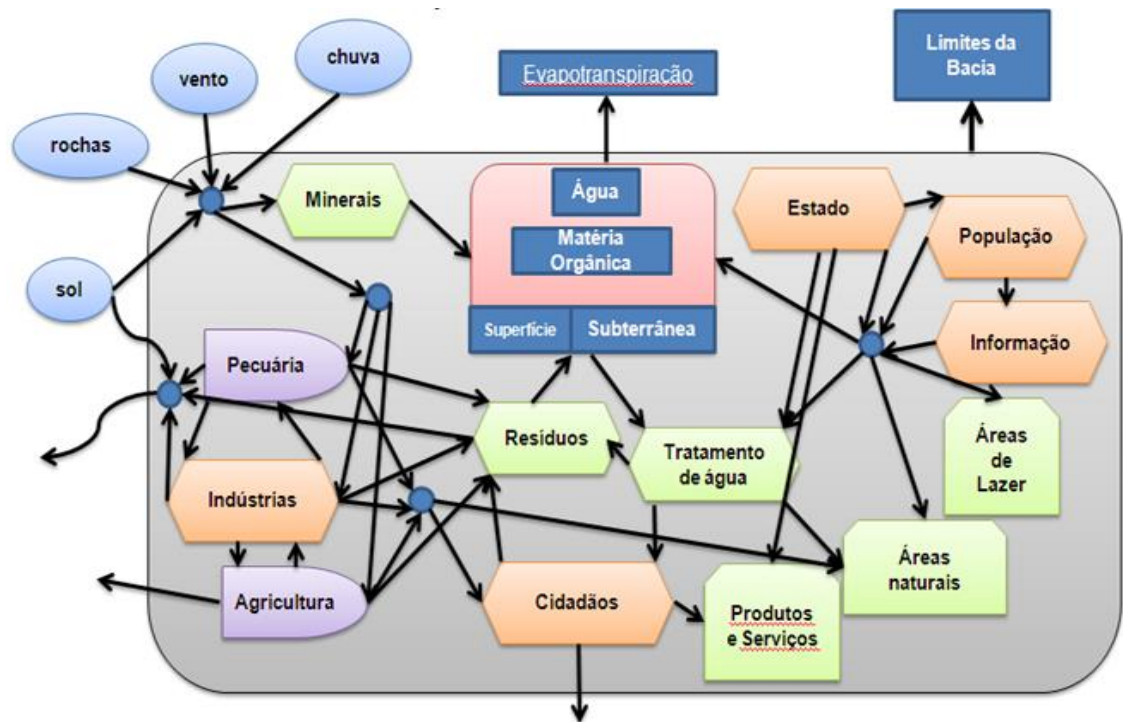 chuva
Limites da
Bacia
vento
Evapotranspiração
rochas
Água
Minerais
Estado
População
Matéria
Orgânica
sol
Superfície
Subterrânea
Informação
Pecuária
Resíduos
Tratamento
de água
Áreas
de
Lazer
Indústrias
Áreas
naturais
Agricultura
Cidadãos
Produtos
e Serviços